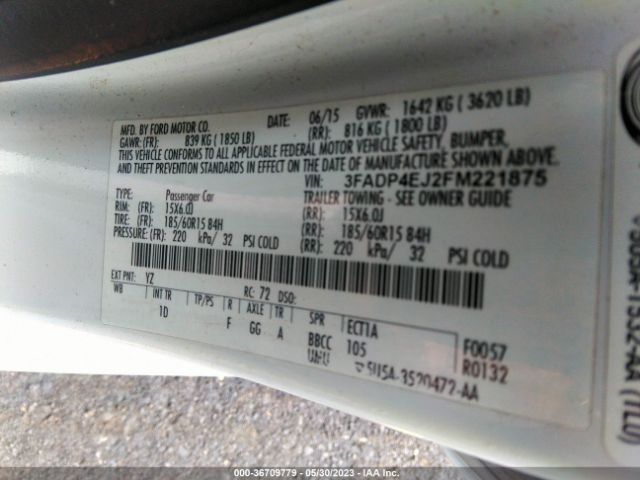 MFD. BY FORD MOTOR CO.
DATE: 06/15 GVWR: 1642 KG ( 3620 LB)
GAWR: (FR): 839 KG ( 1850 LB) (RR): 816 KG ( 1800 LB)
THIS VEHICLE CONFORMS TO ALL APPLICABLE FEDERAL MOTOR VEHICLE SAFETY, BUMPER,
AND THEFT PREVENTION STANDARDS IN EFFECT ON THE DATE OF MANUFACTURE SHOWN ABOVE.
VIN: 3FADP4EJ2FM221875
TYPE: Passenger Car TRAILER TOWING - SEE OWNER GUIDE
RIM: (FR) 15X6.0J (RR): 15X6.0J
TIRE: (FR) 185/60R15 84H (RR): 185/60R15 84H
PRESSURE: (FR) 220 kPa/ 32 PSI COLD (RR): 220 kPa/ 32 PSI COLD
EXT PNT: YZ RC: 72 DSO:
WB INT TR TP/PS R AXLE TR SPR ECT1A F0057
1D F GG A BBCC 105 R0132
5U5A-3520472-AA
000-36709779 - 05/30/2023 - IAA Inc.